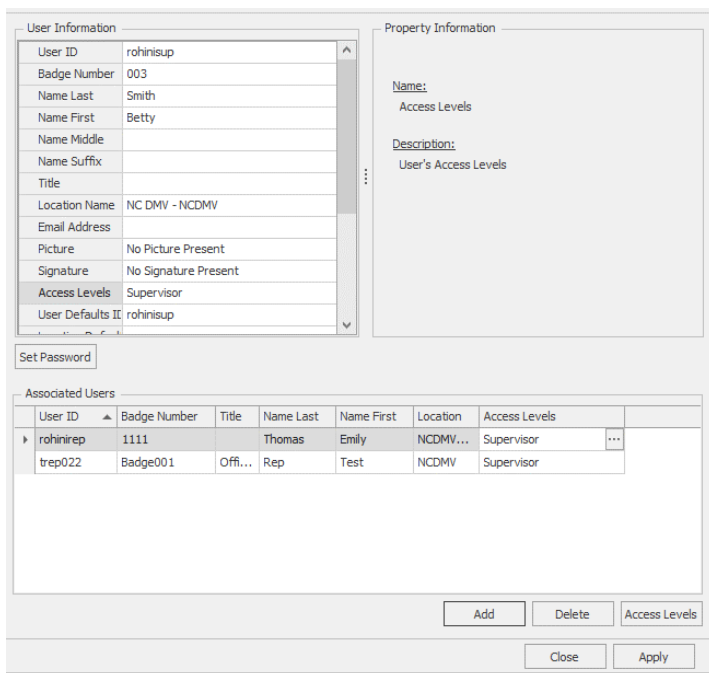 User Information
User ID rohinisup
Badge Number 003
Name Last Smith
Name First Betty
Name Middle
Name Suffix
Title
Location Name NC DMV - NCDMV
Email Address
Picture No Picture Present
Signature No Signature Present
Access Levels Supervisor
User Defaults ID rohinisup
Set Password
Property Information
Name:
Access Levels
Description:
User's Access Levels
Associated Users
User ID Badge Number Title Name Last Name First Location Access Levels
rohinirep 1111 Thomas Emily NCDMV... Supervisor ...
trep022 Badge001 Offi... Rep Test NCDMV Supervisor
Add Delete Access Levels
Close Apply